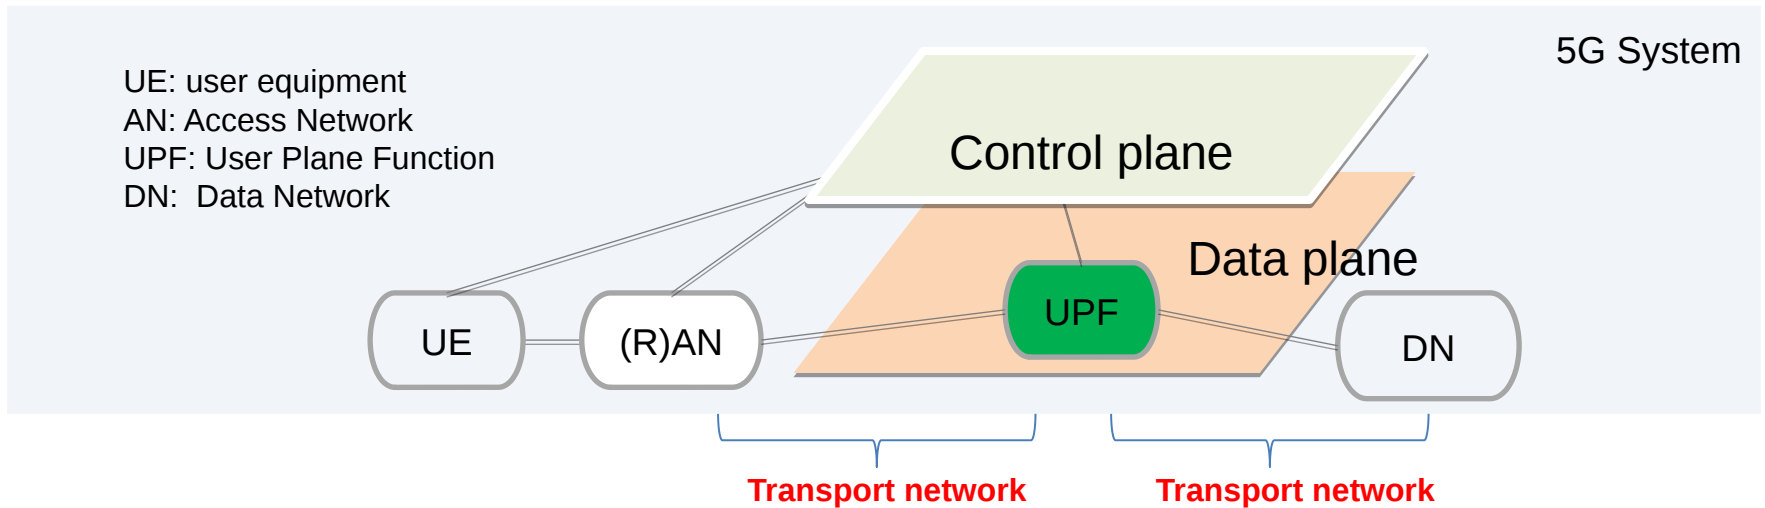 5G System
UE: user equipment
AN: Access Network
UPF: User Plane Function
DN:  Data Network
Control plane
Data plane
UE
(R)AN
UPF
DN
Transport network
Transport network